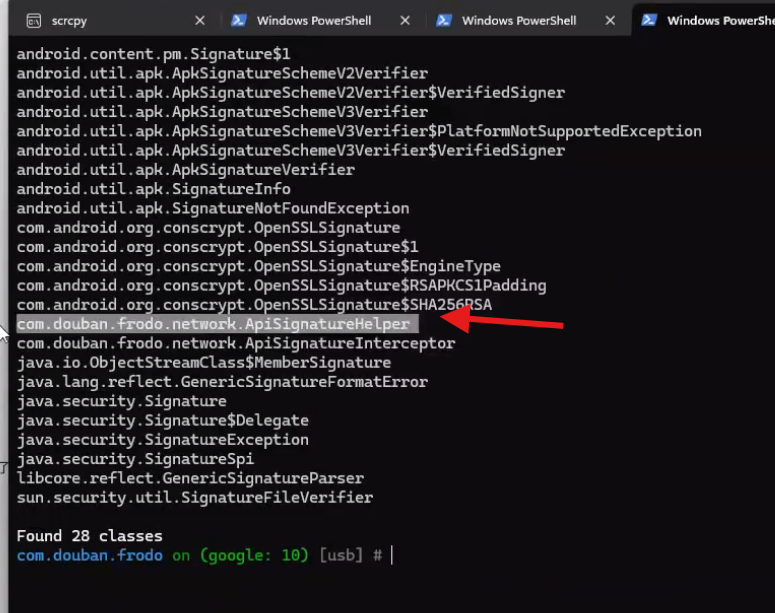 scrcpy
Windows PowerShell
Windows PowerShell
Windows PowerShe
android.content.pm.Signature$1
android.util.apk.ApkSignatureSchemeV2Verifier
android.util.apk.ApkSignatureSchemeV2Verifier$VerifiedSigner
android.util.apk.ApkSignatureSchemeV3Verifier
android.util.apk.ApkSignatureSchemeV3Verifier$PlatformNotSupportedException
android.util.apk.ApkSignatureSchemeV3Verifier$VerifiedSigner
android.util.apk.ApkSignatureVerifier
android.util.apk.SignatureInfo
android.util.apk.SignatureNotFoundException
com.android.org.conscrypt.OpenSSLSignature
com.android.org.conscrypt.OpenSSLSignature$1
com.android.org.conscrypt.OpenSSLSignature$EngineType
com.android.org.conscrypt.OpenSSLSignature$RSAPKCS1Padding
com.android.org.conscrypt.OpenSSLSignature$SHA256RSA
com.douban.frodo.network.ApiSignatureHelper
com.douban.frodo.network.ApiSignatureInterceptor
java.io.ObjectStreamClass$MemberSignature
java.lang.reflect.GenericSignatureFormatError
java.security.Signature
java.security.Signature$Delegate
java.security.SignatureException
java.security.SignatureSpi
libcore.reflect.GenericSignatureParser
sun.security.util.SignatureFileVerifier
Found 28 classes
com.douban.frodo on (google: 10) [usb] #